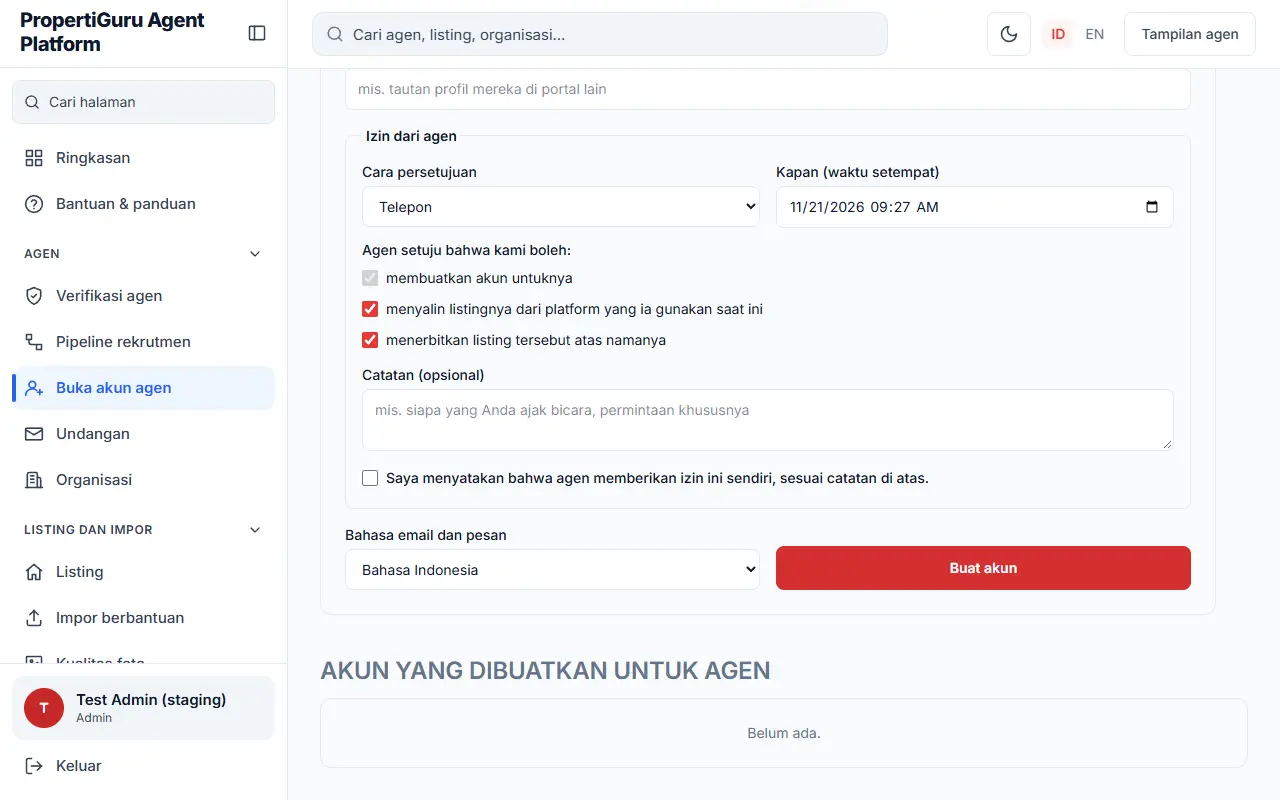 PropertiGuru Agent
Platform
Cari halaman
Ringkasan
Bantuan & panduan
AGEN
Verifikasi agen
Pipeline rekrutmen
Buka akun agen
Undangan
Organisasi
LISTING DAN IMPOR
Listing
Impor berbantuan
Kualitas foto
T
Test Admin (staging)
Admin
Keluar
Cari agen, listing, organisasi...
ID
EN
Tampilan agen
mis. tautan profil mereka di portal lain
Izin dari agen
Cara persetujuan
Kapan (waktu setempat)
Telepon
11/21/2026 09:27 AM
Agen setuju bahwa kami boleh:
membuatkan akun untuknya
menyalin listingnya dari platform yang ia gunakan saat ini
menerbitkan listing tersebut atas namanya
Catatan (opsional)
mis. siapa yang Anda ajak bicara, permintaan khususnya
Saya menyatakan bahwa agen memberikan izin ini sendiri, sesuai catatan di atas.
Bahasa email dan pesan
Bahasa Indonesia
Buat akun
AKUN YANG DIBUATKAN UNTUK AGEN
Belum ada.